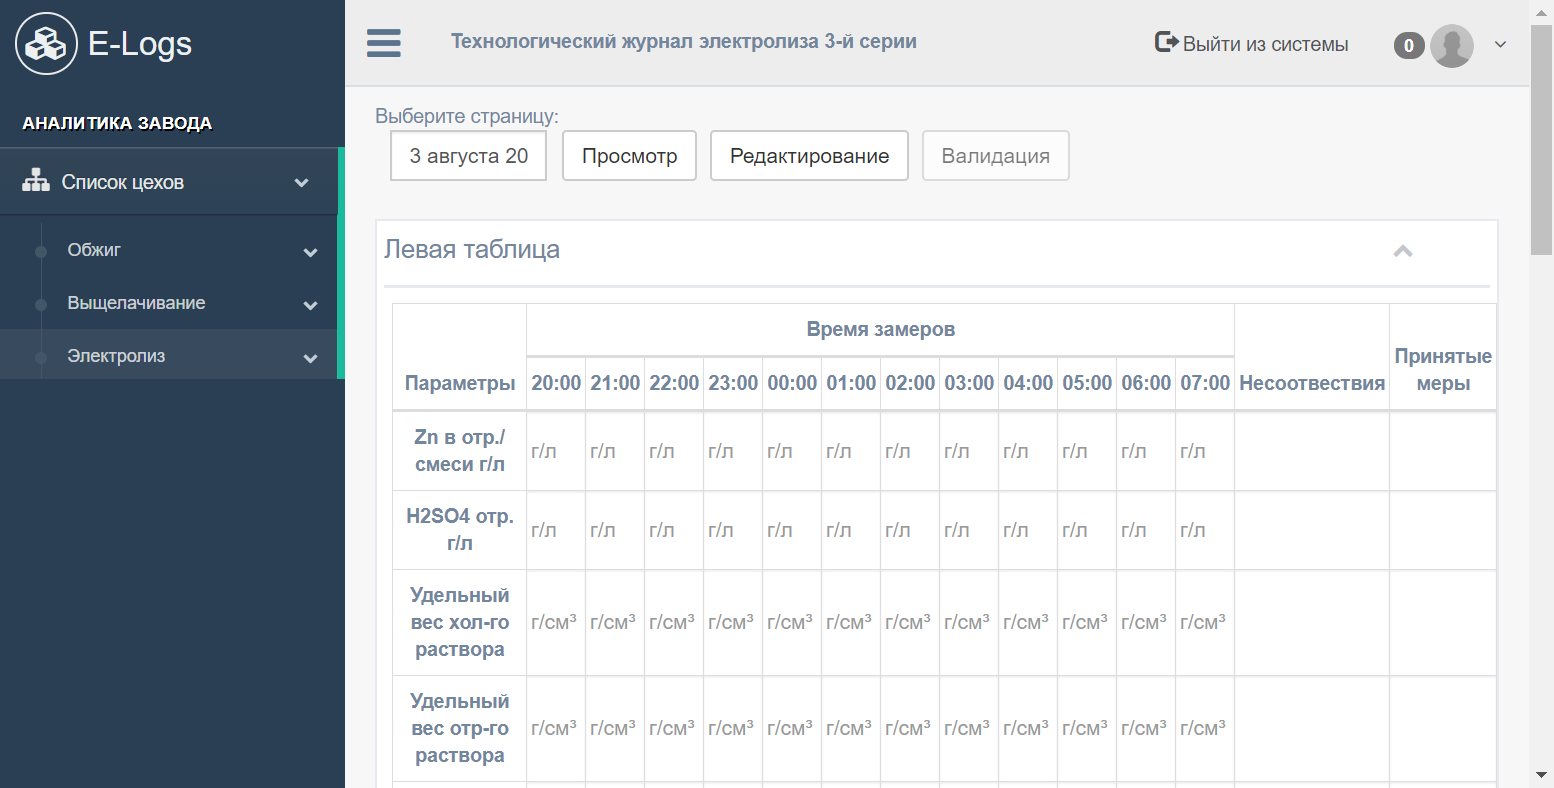 E-Logs
АНАЛИТИКА ЗАВОДА
Список цехов
Обжиг
Выщелачивание
Электролиз
Технологический журнал электролиза 3-й серии
Выйти из системы
0
Выберите страницу:
3 августа 20
Просмотр
Редактирование
Валидация
Левая таблица
Параметры
Время замеров
20:00 21:00 22:00 23:00 00:00 01:00 02:00 03:00 04:00 05:00 06:00 07:00
Несоотвествия
Принятые
меры
Zn в отр./
смеси г/л
г/л г/л г/л г/л г/л г/л г/л г/л г/л г/л г/л г/л
H2SO4 отр.
г/л
г/л г/л г/л г/л г/л г/л г/л г/л г/л г/л г/л г/л
Удельный
вес хол-го
раствора
г/см³ г/см³ г/см³ г/см³ г/см³ г/см³ г/см³ г/см³ г/см³ г/см³ г/см³ г/см³
Удельный
вес отр-го
раствора
г/см³ г/см³ г/см³ г/см³ г/см³ г/см³ г/см³ г/см³ г/см³ г/см³ г/см³ г/см³